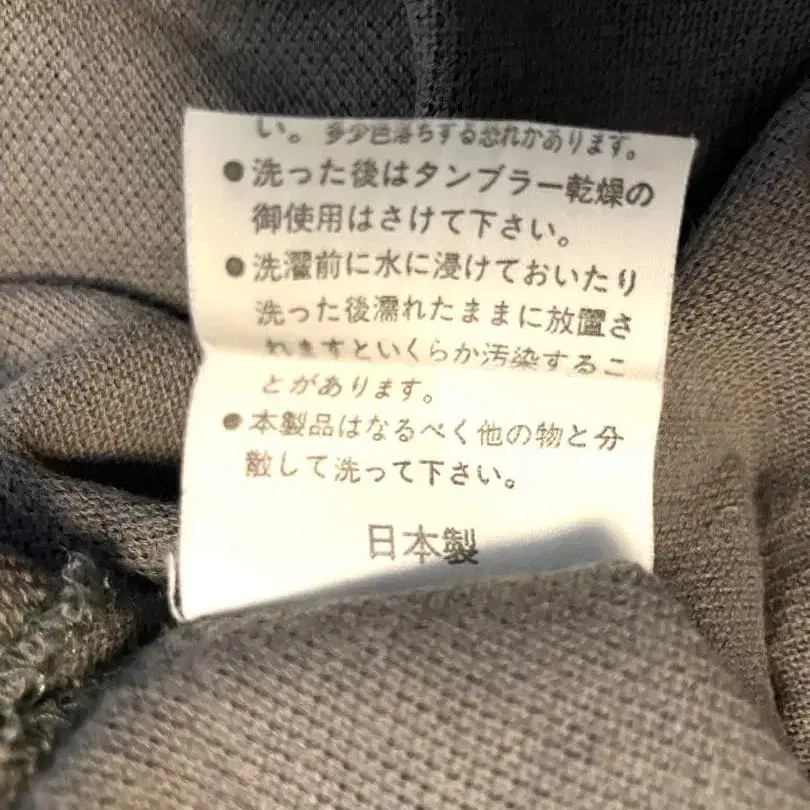 い。多少色落ちする恐れがあります。
●洗った後はタンブラー乾燥の
御使用はさけて下さい。
●洗濯前に水に浸けておいたり
洗った後濡れたままに放置さ
れますといくらか汚染するこ
とがあります。
●本製品はなるべく他の物と分
散して洗って下さい。
日本製